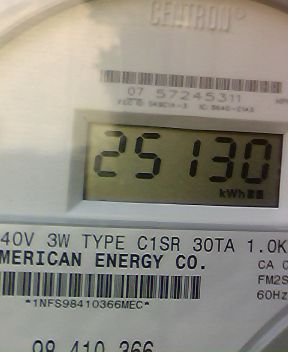 CENTRON®
07 57245311
25130
kWh
40V 3W TYPE C1SR 30TA 1.0K
MERICAN ENERGY CO.
CA 0
FM2S
*1NFS98410366MEC*
60Hz
98 410 366